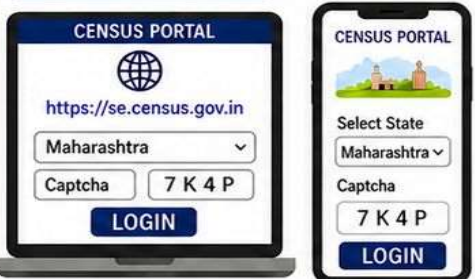 CENSUS PORTAL
https://se.census.gov.in
Maharashtra
Captcha 7 K 4 P
LOGIN
CENSUS PORTAL
Select State
Maharashtra
Captcha
7 K 4 P
LOGIN